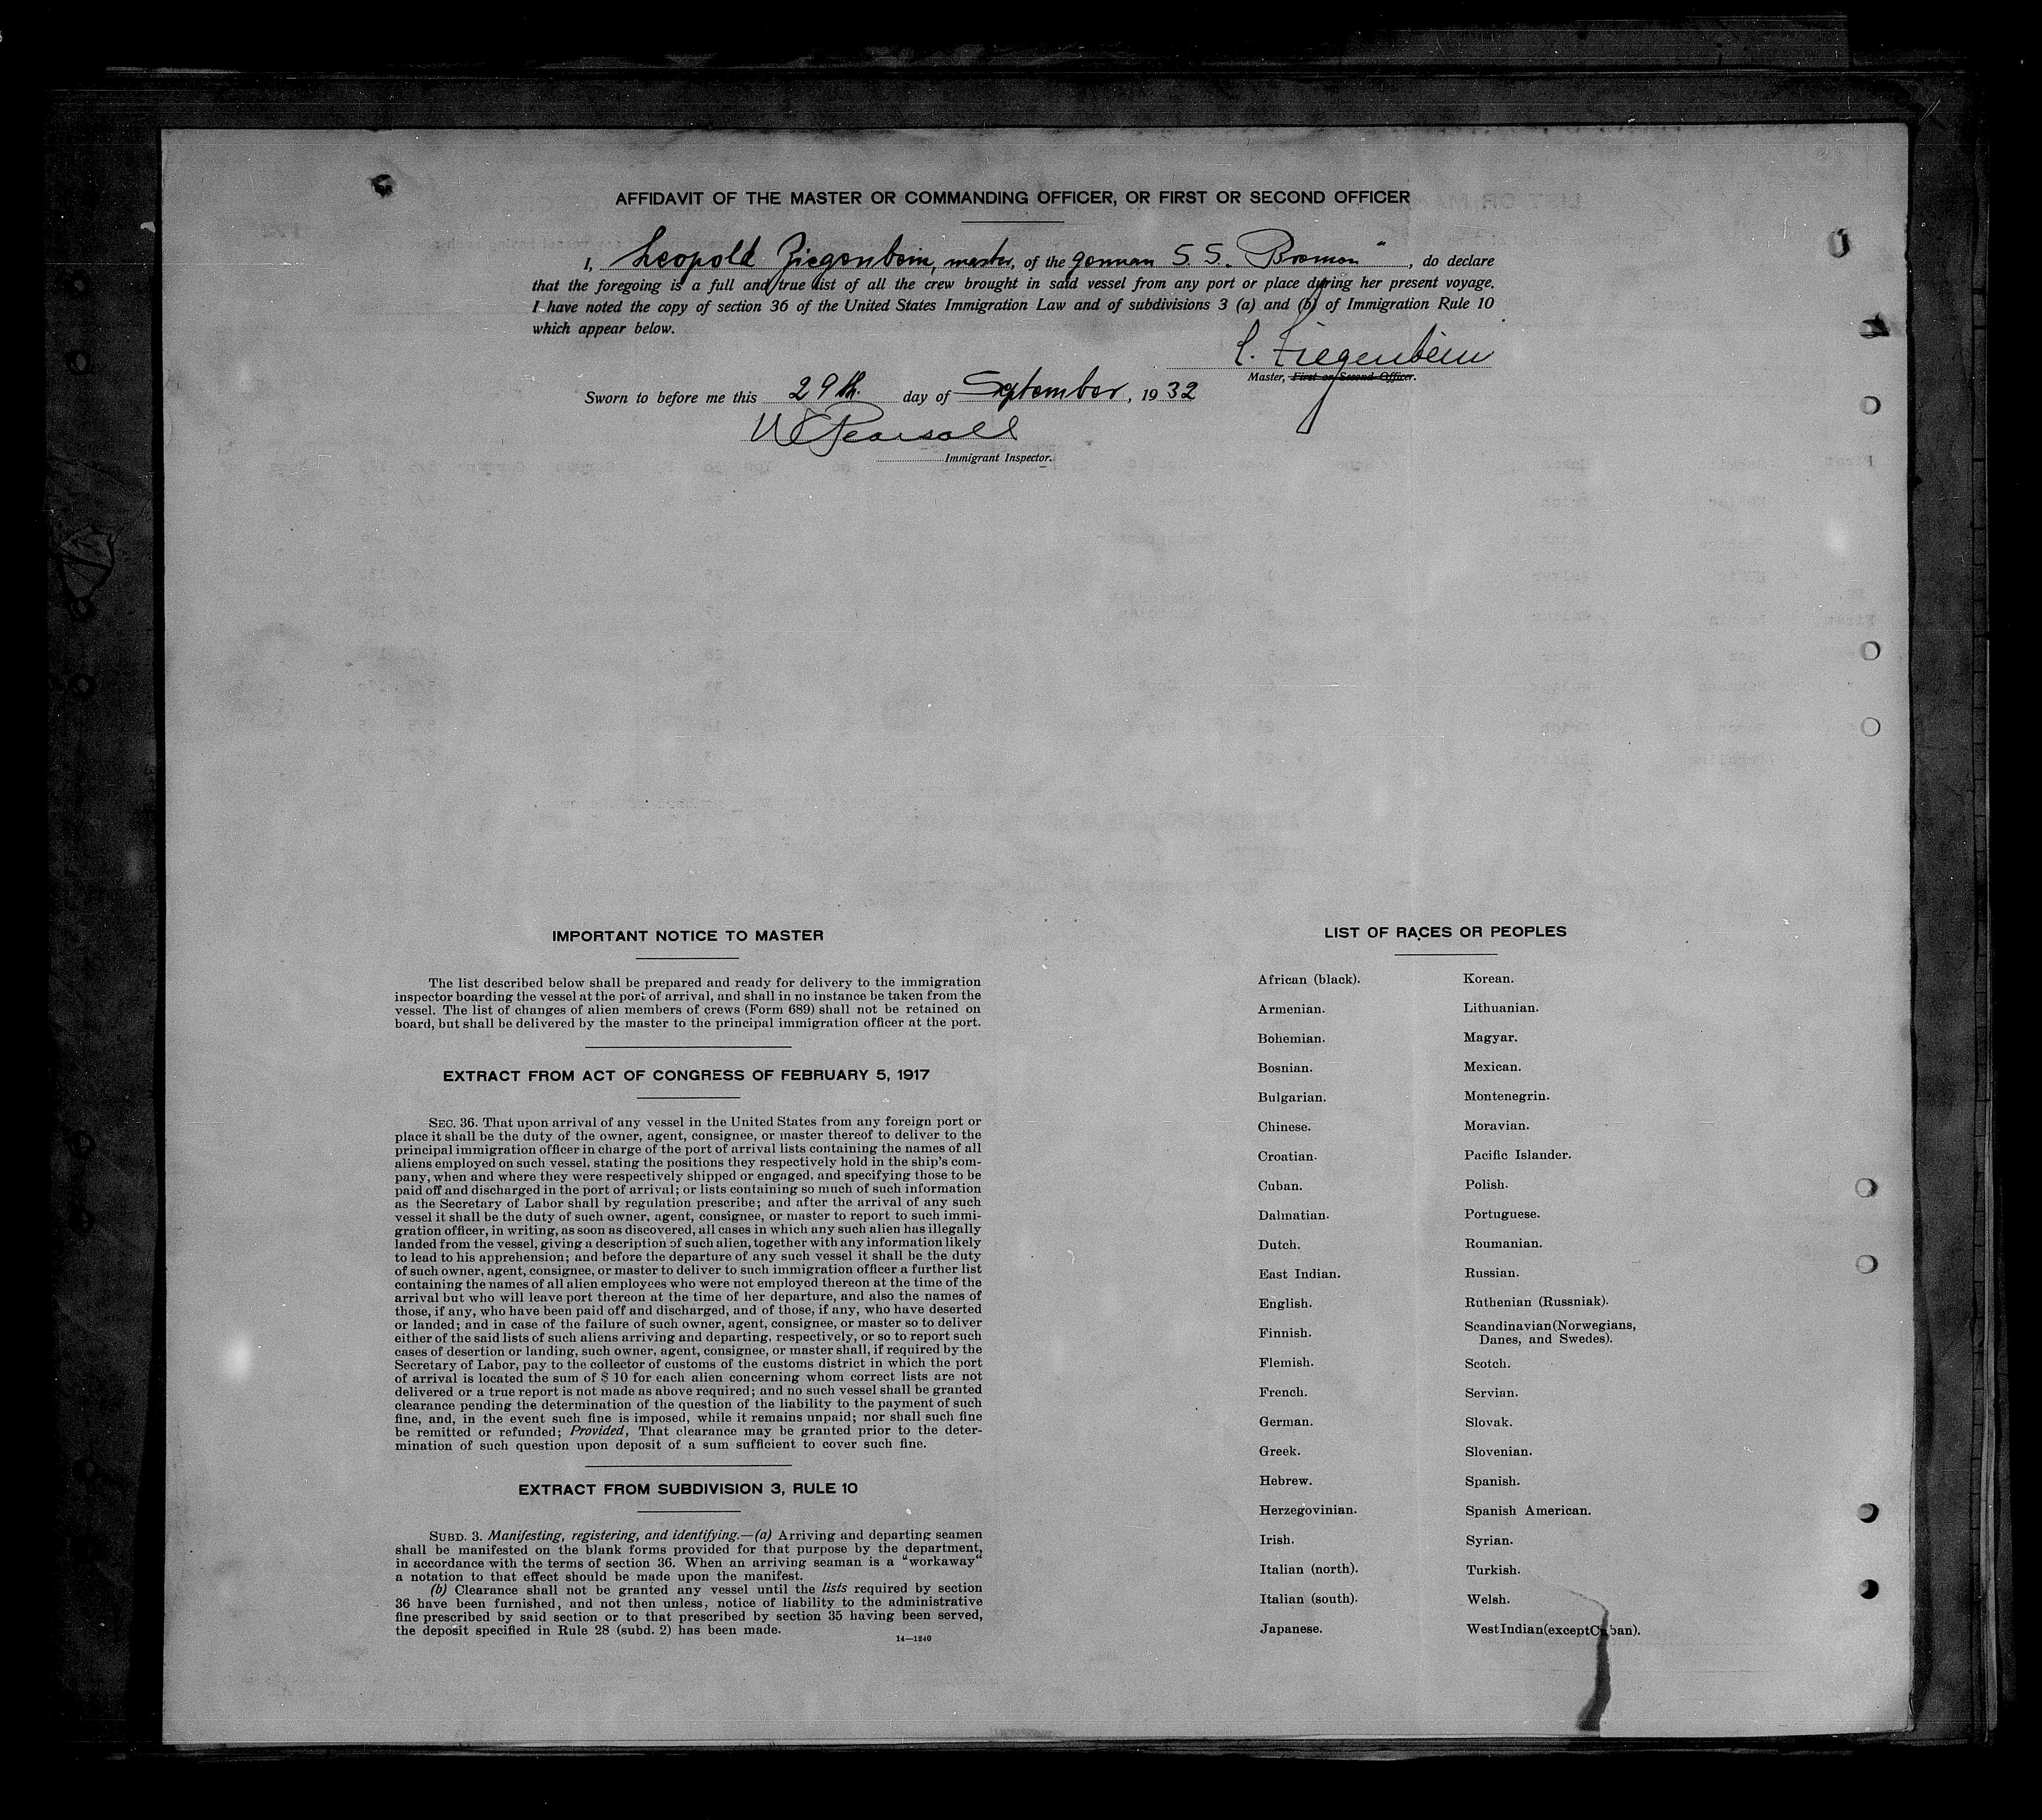 AFFIDAVIT OF THE MASTER OR COMMANDING OFFICER, OR FIRST OR SECOND OFFICER
I, Leopold Ziegenbein, master, of the german S. S. „Bremen“, do declare
that the foregoing is a full and true list of all the crew brought in said vessel from any port or place during her present voyage.
I have noted the copy of section 36 of the United States Immigration Law and of subdivisions 3 (a) and (b) of Immigration Rule 10
which appear below.
L. Ziegenbein
Master, First or Second Officer.
Sworn to before me this 29th. day of September, 1932
W E Pearsall
Immigrant Inspector.
IMPORTANT NOTICE TO MASTER
The list described below shall be prepared and ready for delivery to the immigration
inspector boarding the vessel at the port of arrival, and shall in no instance be taken from the
vessel. The list of changes of alien members of crews (Form 689) shall not be retained on
board, but shall be delivered by the master to the principal immigration officer at the port.
EXTRACT FROM ACT OF CONGRESS OF FEBRUARY 5, 1917
SEC. 36. That upon arrival of any vessel in the United States from any foreign port or
place it shall be the duty of the owner, agent, consignee, or master thereof to deliver to the
principal immigration officer in charge of the port of arrival lists containing the names of all
aliens employed on such vessel, stating the positions they respectively hold in the ship's com-
pany, when and where they were respectively shipped or engaged, and specifying those to be
paid off and discharged in the port of arrival; or lists containing so much of such information
as the Secretary of Labor shall by regulation prescribe; and after the arrival of any such
vessel it shall be the duty of such owner, agent, consignee, or master to report to such immi-
gration officer, in writing, as soon as discovered, all cases in which any such alien has illegally
landed from the vessel, giving a description of such alien, together with any information likely
to lead to his apprehension; and before the departure of any such vessel it shall be the duty
of such owner, agent, consignee, or master to deliver to such immigration officer a further list
containing the names of all alien employees who were not employed thereon at the time of the
arrival but who will leave port thereon at the time of her departure, and also the names of
those, if any, who have been paid off and discharged, and of those, if any, who have deserted
or landed; and in case of the failure of such owner, agent, consignee, or master so to deliver
either of the said lists of such aliens arriving and departing, respectively, or so to report such
cases of desertion or landing, such owner, agent, consignee, or master shall, if required by the
Secretary of Labor, pay to the collector of customs of the customs district in which the port
of arrival is located the sum of $ 10 for each alien concerning whom correct lists are not
delivered or a true report is not made as above required; and no such vessel shall be granted
clearance pending the determination of the question of the liability to the payment of such
fine, and, in the event such fine is imposed, while it remains unpaid; nor shall such fine
be remitted or refunded; Provided, That clearance may be granted prior to the deter-
mination of such question upon deposit of a sum sufficient to cover such fine.
EXTRACT FROM SUBDIVISION 3, RULE 10
SUBD. 3. Manifesting, registering, and identifying.—(a) Arriving and departing seamen
shall be manifested on the blank forms provided for that purpose by the department,
in accordance with the terms of section 36. When an arriving seaman is a “workaway“
a notation to that effect should be made upon the manifest.
(b) Clearance shall not be granted any vessel until the lists required by section
36 have been furnished, and not then unless, notice of liability to the administrative
fine prescribed by said section or to that prescribed by section 35 having been served,
the deposit specified in Rule 28 (subd. 2) has been made.
14—1240
LIST OF RACES OR PEOPLES
African (black).
Armenian.
Bohemian.
Bosnian.
Bulgarian.
Chinese.
Croatian.
Cuban.
Dalmatian.
Dutch.
East Indian.
English.
Finnish.
Flemish.
French.
German.
Greek.
Hebrew.
Herzegovinian.
Irish.
Italian (north).
Italian (south).
Japanese.
Korean.
Lithuanian.
Magyar.
Mexican.
Montenegrin.
Moravian.
Pacific Islander.
Polish.
Portuguese.
Roumanian.
Russian.
Ruthenian (Russniak).
Scandinavian(Norwegians,
Danes, and Swedes).
Scotch.
Servian.
Slovak.
Slovenian.
Spanish.
Spanish American.
Syrian.
Turkish.
Welsh.
West Indian(except Cuban).